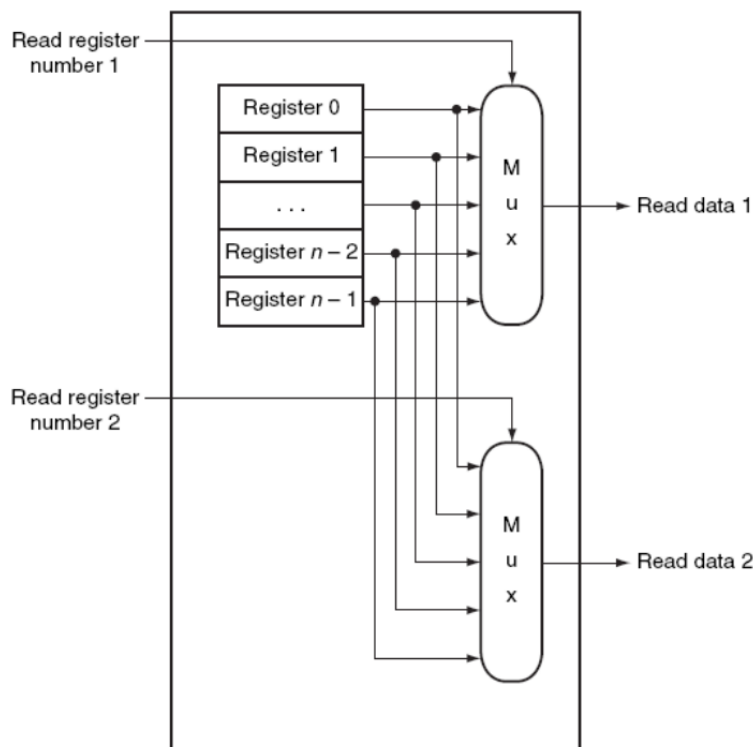 Read register
number 1
Register 0
Register 1
. . .
Register n – 2
Register n – 1
M
u
x
Read data 1
Read register
number 2
M
u
x
Read data 2